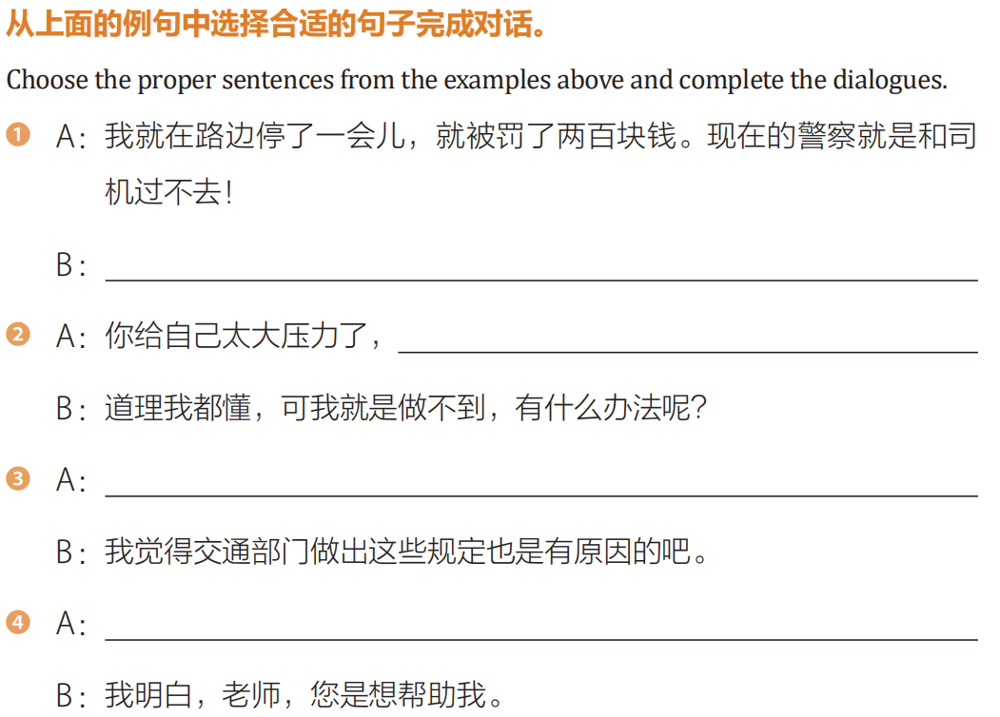 从上面的例句中选择合适的句子完成对话。
Choose the proper sentences from the examples above and complete the dialogues.
1 A：我就在路边停了一会儿，就被罚了两百块钱。现在的警察就是和司
机过不去！
B：
2 A：你给自己太大压力了，
B：道理我都懂，可我就是做不到，有什么办法呢？
3 A：
B：我觉得交通部门做出这些规定也是有原因的吧。
4 A：
B：我明白，老师，您是想帮助我。